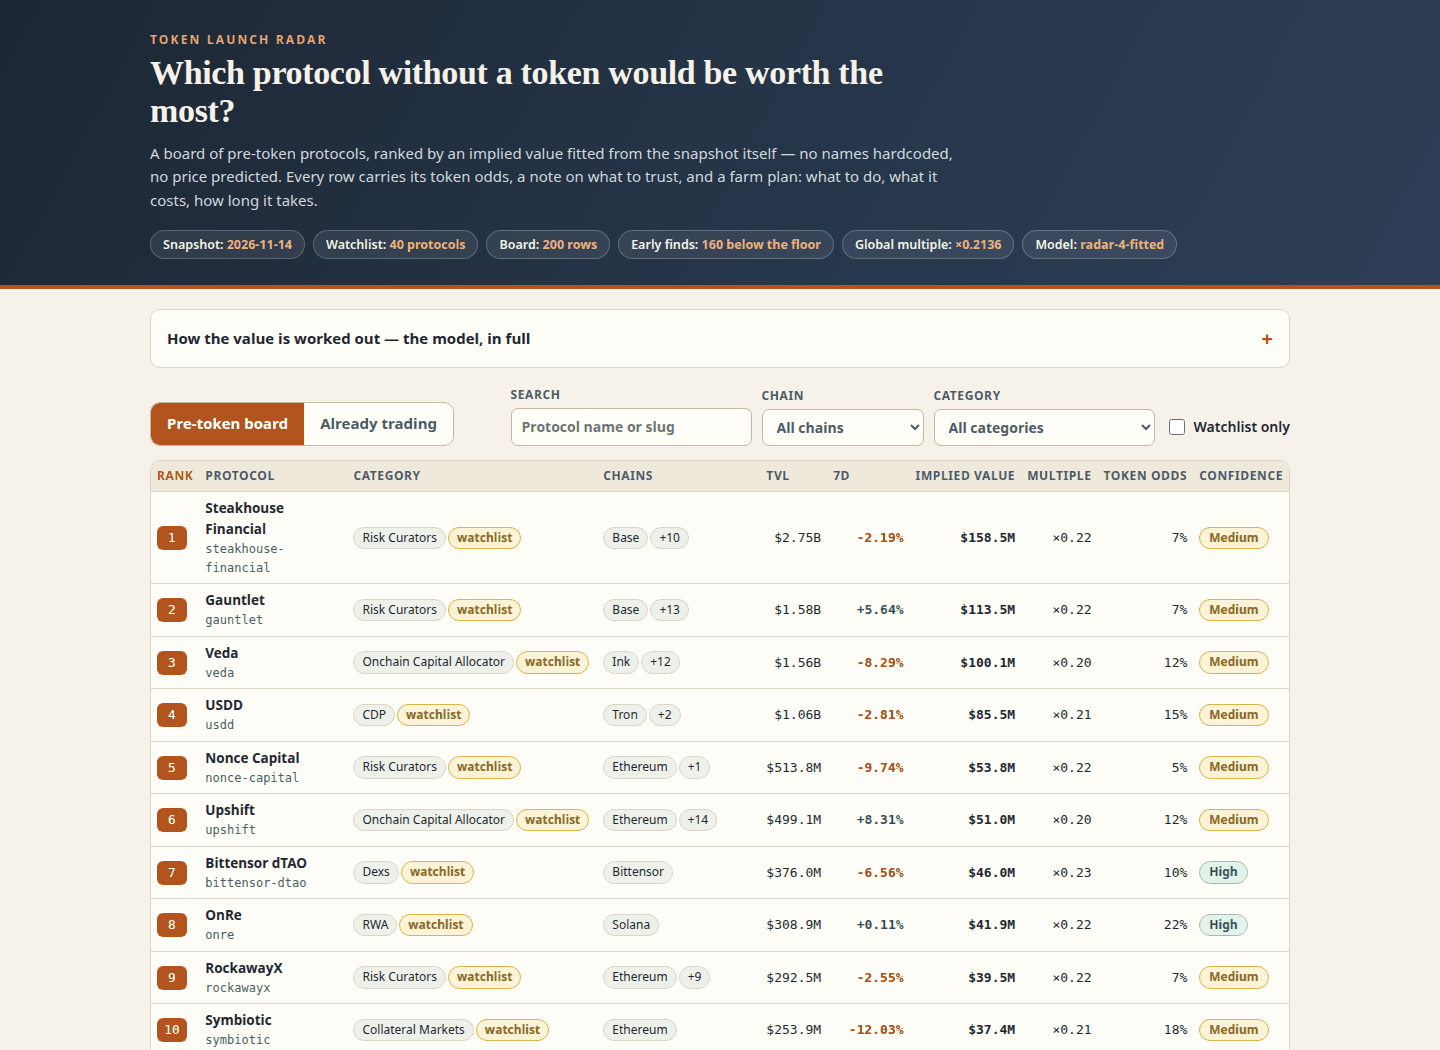 TOKEN LAUNCH RADAR
Which protocol without a token would be worth the
most?
A board of pre-token protocols, ranked by an implied value fitted from the snapshot itself — no names hardcoded,
no price predicted. Every row carries its token odds, a note on what to trust, and a farm plan: what to do, what it
costs, how long it takes.
Snapshot: 2026-11-14 Watchlist: 40 protocols Board: 200 rows Early finds: 160 below the floor Global multiple: ×0.2136 Model: radar-4-fitted
How the value is worked out — the model, in full +
Pre-token board Already trading
SEARCH CHAIN CATEGORY
Protocol name or slug All chains All categories Watchlist only
RANK PROTOCOL CATEGORY CHAINS TVL 7D IMPLIED VALUE MULTIPLE TOKEN ODDS CONFIDENCE
Steakhouse
Financial
1 Risk Curators watchlist Base +10 $2.75B -2.19% $158.5M ×0.22 7% Medium
steakhouse-
financial
Gauntlet
2 Risk Curators watchlist Base +13 $1.58B +5.64% $113.5M ×0.22 7% Medium
gauntlet
Veda
3 Onchain Capital Allocator watchlist Ink +12 $1.56B -8.29% $100.1M ×0.20 12% Medium
veda
USDD
4 CDP watchlist Tron +2 $1.06B -2.81% $85.5M ×0.21 15% Medium
usdd
Nonce Capital
5 Risk Curators watchlist Ethereum +1 $513.8M -9.74% $53.8M ×0.22 5% Medium
nonce-capital
Upshift
6 Onchain Capital Allocator watchlist Ethereum +14 $499.1M +8.31% $51.0M ×0.20 12% Medium
upshift
Bittensor dTAO
7 Dexs watchlist Bittensor $376.0M -6.56% $46.0M ×0.23 10% High
bittensor-dtao
OnRe
8 RWA watchlist Solana $308.9M +0.11% $41.9M ×0.22 22% High
onre
RockawayX
9 Risk Curators watchlist Ethereum +9 $292.5M -2.55% $39.5M ×0.22 7% Medium
rockawayx
Symbiotic
10 Collateral Markets watchlist Ethereum $253.9M -12.03% $37.4M ×0.21 18% Medium
symbiotic